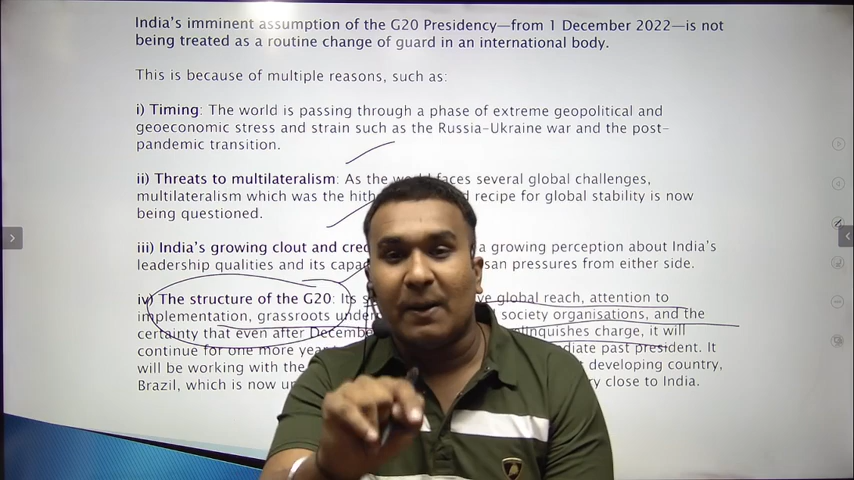 India's imminent assumption of the G20 Presidency—from 1 December 2022—is not
being treated as a routine change of guard in an international body.
This is because of multiple reasons, such as:
i) Timing: The world is passing through a phase of extreme geopolitical and
geoeconomic stress and strain such as the Russia-Ukraine war and the post-
pandemic transition.
ii) Threats to multilateralism: As the world faces several global challenges,
multilateralism which was the hith recipe for global stability is now
being questioned.
iii) India's growing clout and cred a growing perception about India's
leadership qualities and its capa san pressures from either side.
iv) The structure of the G20: Its s ve global reach, attention to
implementation, grassroots under society organisations, and the
certainty that even after Decembe linquishes charge, it will
continue for one more year diate past president. It
will be working with the developing country,
Brazil, which is now un ry close to India.